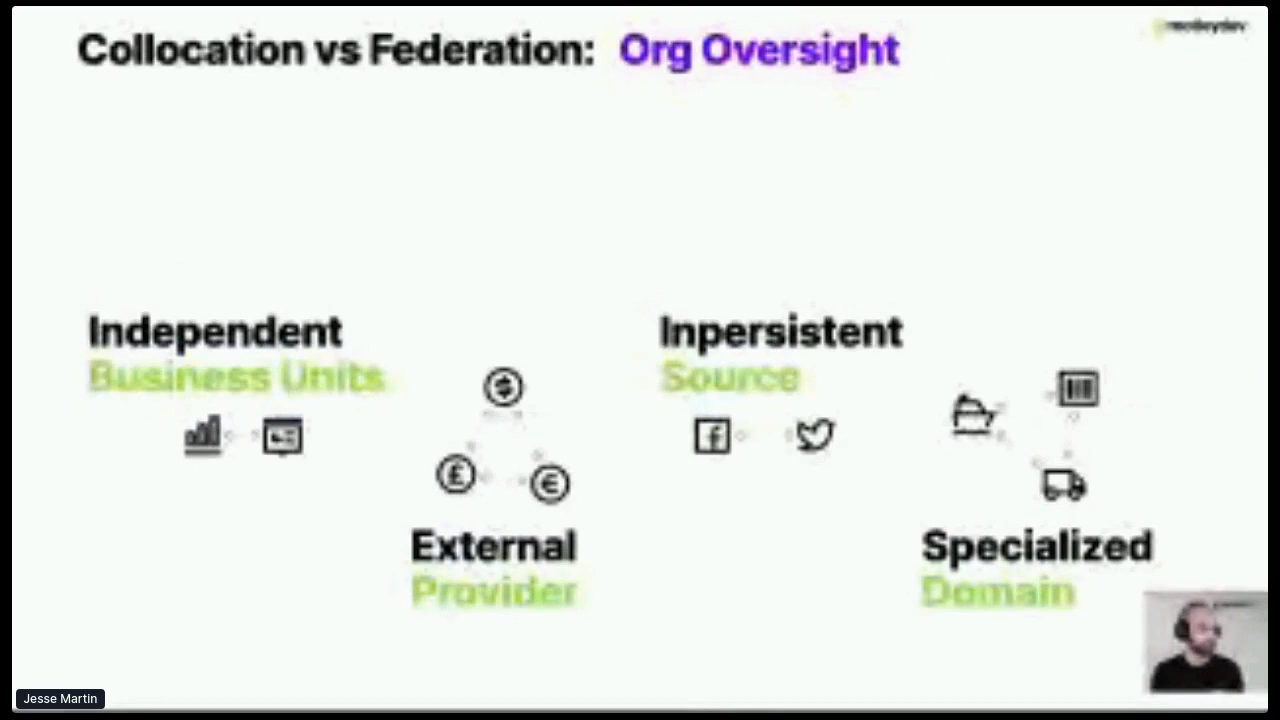 Collocation vs Federation: Org Oversight
Independent
Business Units
Inpersistent
Source
External
Provider
Specialized
Domain
Jesse Martin